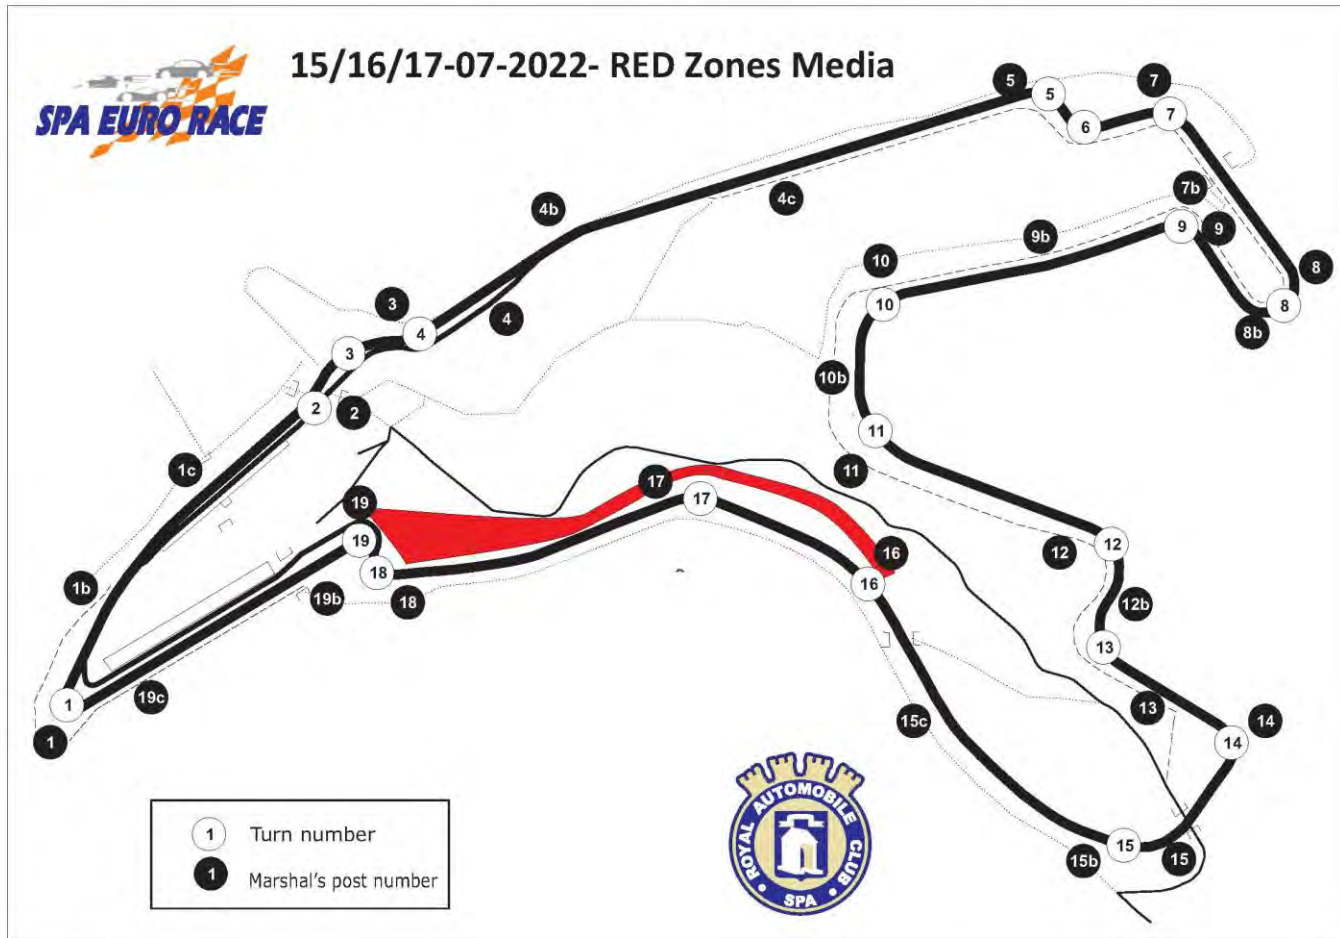 15/16/17-07-2022- RED Zones Media
SPA EURO RACE
5
5
7
7
6
4b
4c
7b
9
9
9b
10
8
8
8b
10
3
4
4
3
10b
2
2
11
11
1c
17
17
19
19
12
12
16
16
18
1b
19b
18
12b
13
19c
1
1
15c
13
14
14
15
15b
15
1 Turn number
1 Marshal's post number
ROYAL AUTOMOBILE CLUB
SPA